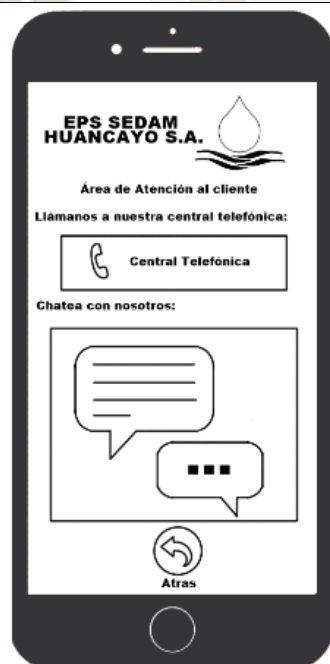 EPS SEDAM
HUANCAYO S.A.
Área de Atención al cliente
Llámanos a nuestra central telefónica:
Central Telefónica
Chatea con nosotros:
Atras